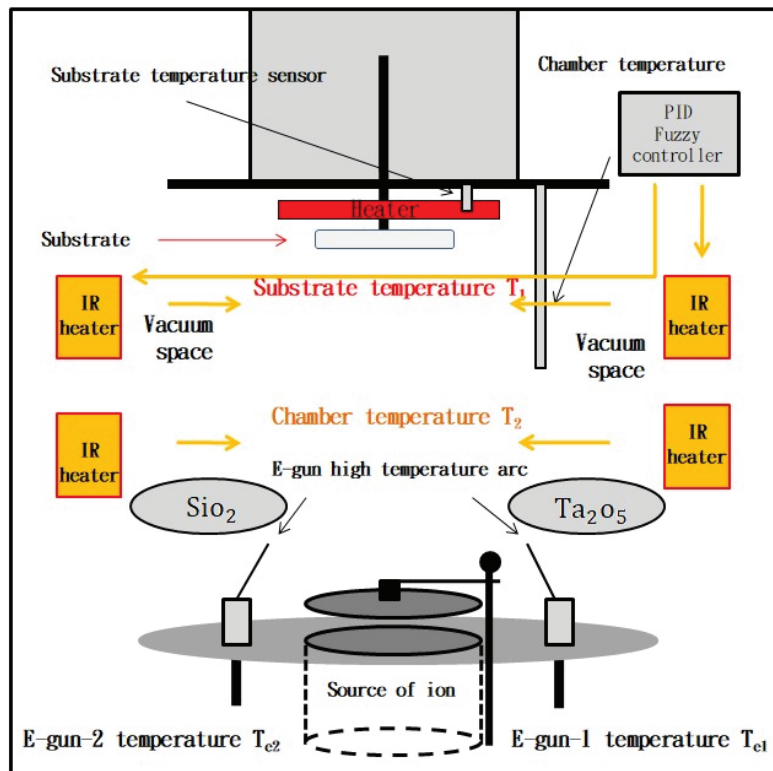 Substrate temperature sensor
Chamber temperature
PID
Fuzzy
controller
Heater
Substrate
Substrate temperature T₁
IR
heater
Vacuum
space
IR
heater
Vacuum
space
Chamber temperature T₂
IR
heater
IR
heater
E-gun high temperature arc
Sio₂
Ta₂o₅
Source of ion
E-gun-2 temperature Tₑ₂
E-gun-1 temperature Tₑ₁